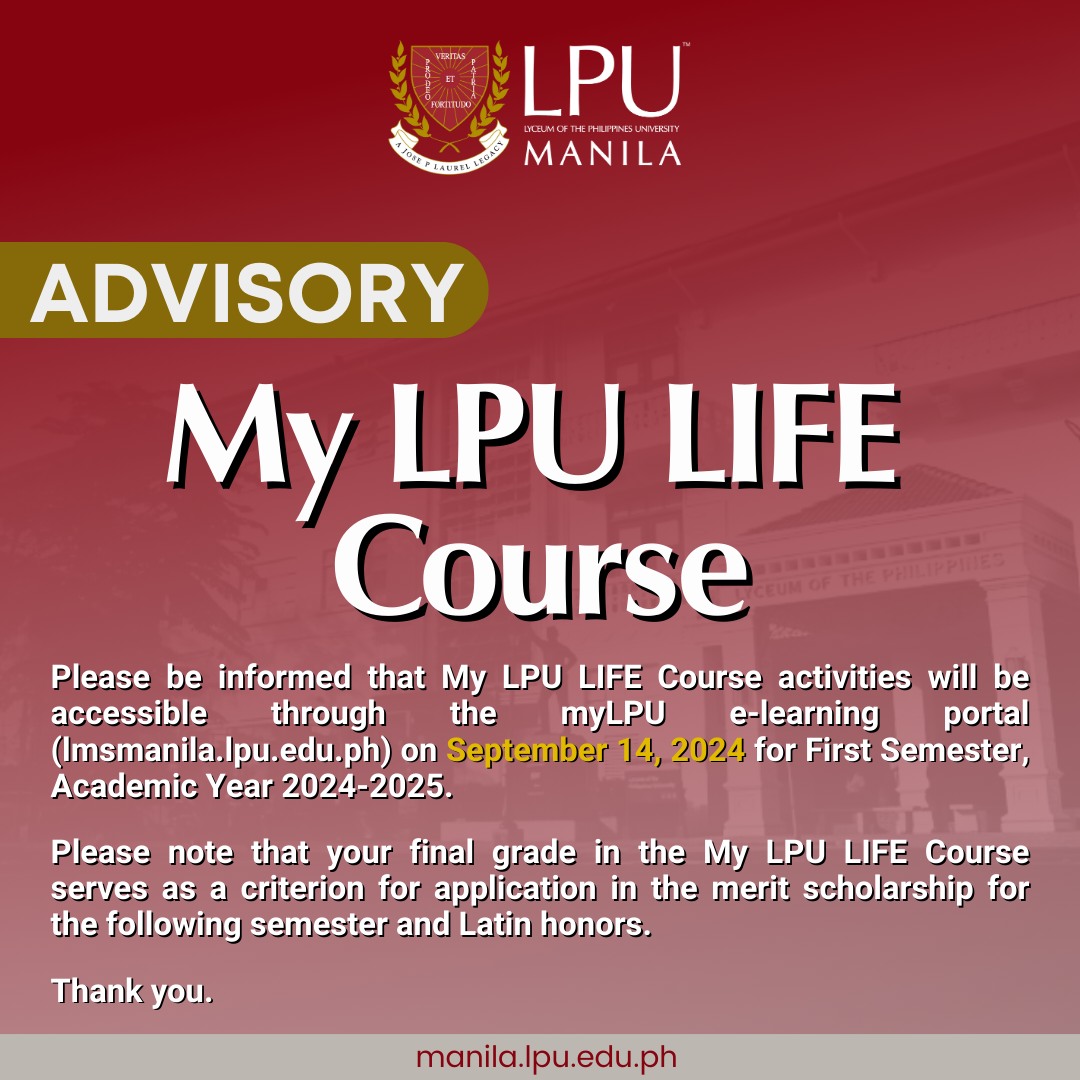 VERITAS
PRO DEO
ET
PATRIA
FORTITUDO
A JOSE P LAUREL LEGACY
LPU™
LYCEUM OF THE PHILIPPINES UNIVERSITY
MANILA
ADVISORY
My LPU LIFE
Course
LYCEUM OF THE PHILIPPINES
Please be informed that My LPU LIFE Course activities will be
accessible through the myLPU e-learning portal
(lmsmanila.lpu.edu.ph) on September 14, 2024 for First Semester,
Academic Year 2024-2025.
Please note that your final grade in the My LPU LIFE Course
serves as a criterion for application in the merit scholarship for
the following semester and Latin honors.
Thank you.
manila.lpu.edu.ph